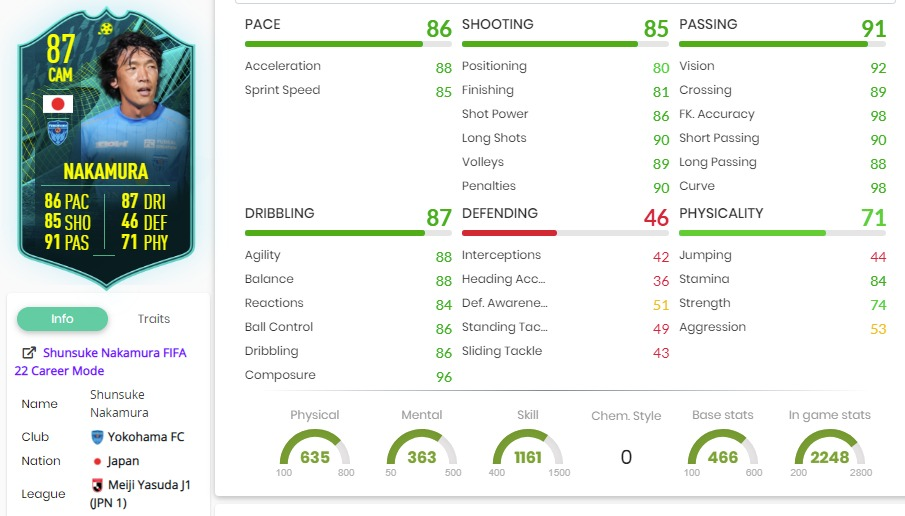 87
CAM
NAKAMURA
86 PAC 87 DRI
85 SHO 46 DEF
91 PAS 71 PHY
Info Traits
Shunsuke Nakamura FIFA
22 Career Mode
Name Shunsuke
Nakamura
Club Yokohama FC
Nation Japan
League Meiji Yasuda J1
(JPN 1)
PACE 86
Acceleration 88
Sprint Speed 85
SHOOTING 85
Positioning 80
Finishing 81
Shot Power 86
Long Shots 90
Volleys 89
Penalties 90
PASSING 91
Vision 92
Crossing 89
FK. Accuracy 98
Short Passing 90
Long Passing 88
Curve 98
DRIBBLING 87
Agility 88
Balance 88
Reactions 84
Ball Control 86
Dribbling 86
Composure 96
DEFENDING 46
Interceptions 42
Heading Acc... 36
Def. Awarene... 51
Standing Tac... 49
Sliding Tackle 43
PHYSICALITY 71
Jumping 44
Stamina 84
Strength 74
Aggression 53
Physical Mental Skill Chem. Style Base stats In game stats
635 363 1161 0 466 2248
100 800 50 500 400 1500 100 600 200 2800